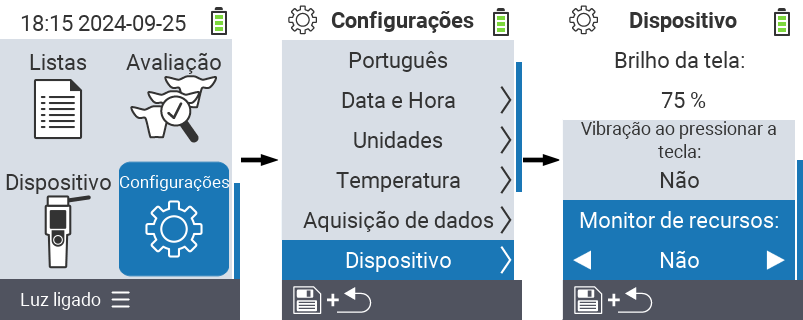 18:15 2024-09-25
Listas
Avaliação
Dispositivo
Configurações
Luz ligado
Configurações
Português
Data e Hora
Unidades
Temperatura
Aquisição de dados
Dispositivo
+
Dispositivo
Brilho da tela:
75 %
Vibração ao pressionar a
tecla:
Não
Monitor de recursos:
Não
+